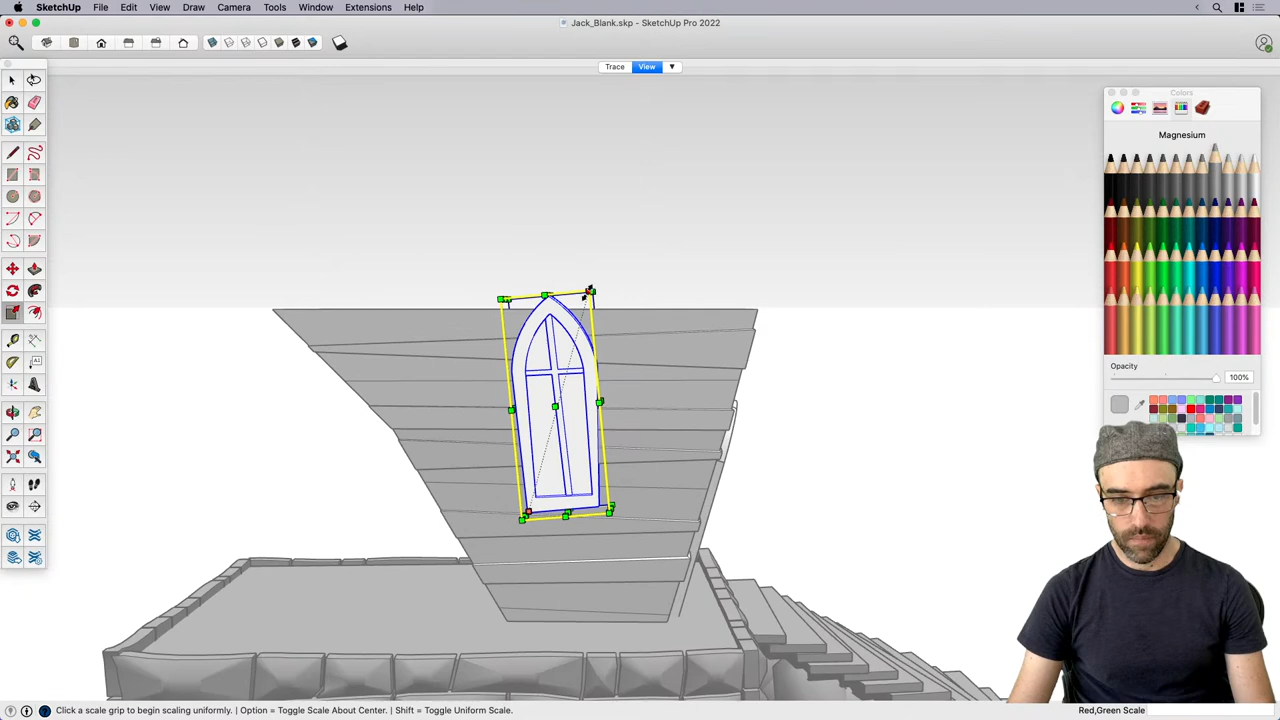 SketchUp File Edit View Draw Camera Tools Window Extensions Help
Jack_Blank.skp - SketchUp Pro 2022
Trace View
Colors
Magnesium
Opacity
100%
Click a scale grip to begin scaling uniformly. | Option = Toggle Scale About Center. | Shift = Toggle Uniform Scale.
Red,Green Scale